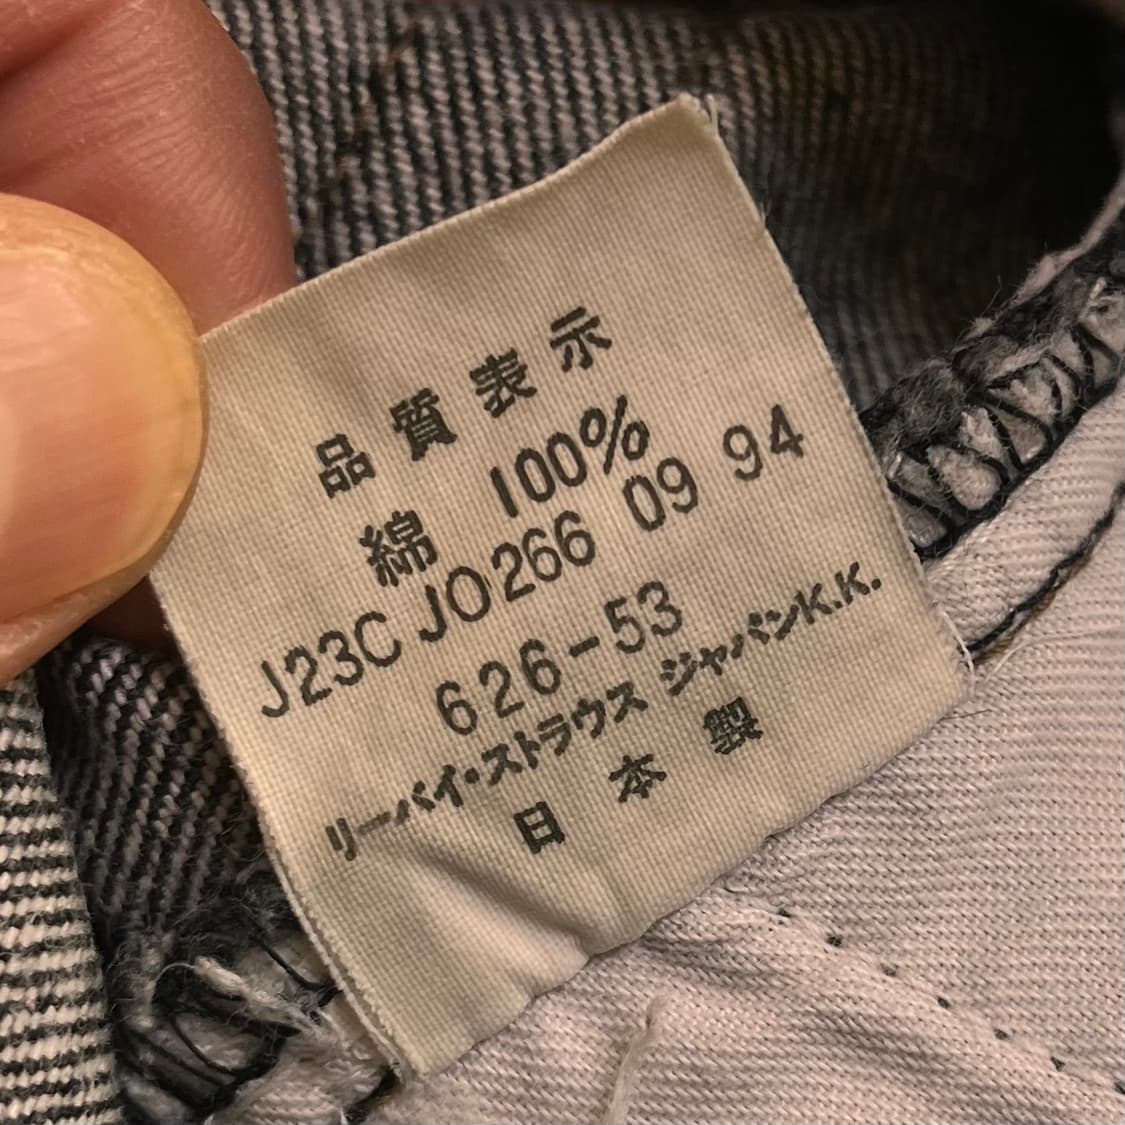 品質表示
綿 100%
J23C JO266 09 94
626-53
リーバイ・ストラウス ジャパンK.K.
日本製